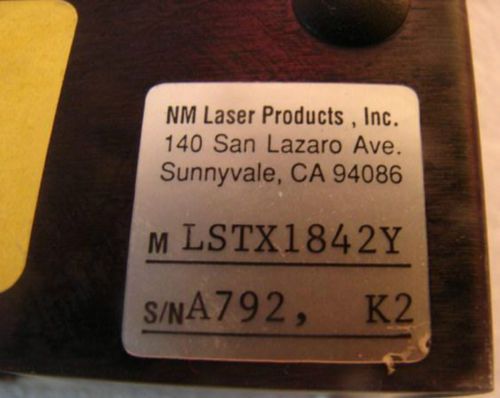 NM Laser Products , Inc.
140 San Lazaro Ave.
Sunnyvale, CA 94086
M LSTX1842Y
S/N A792, K2